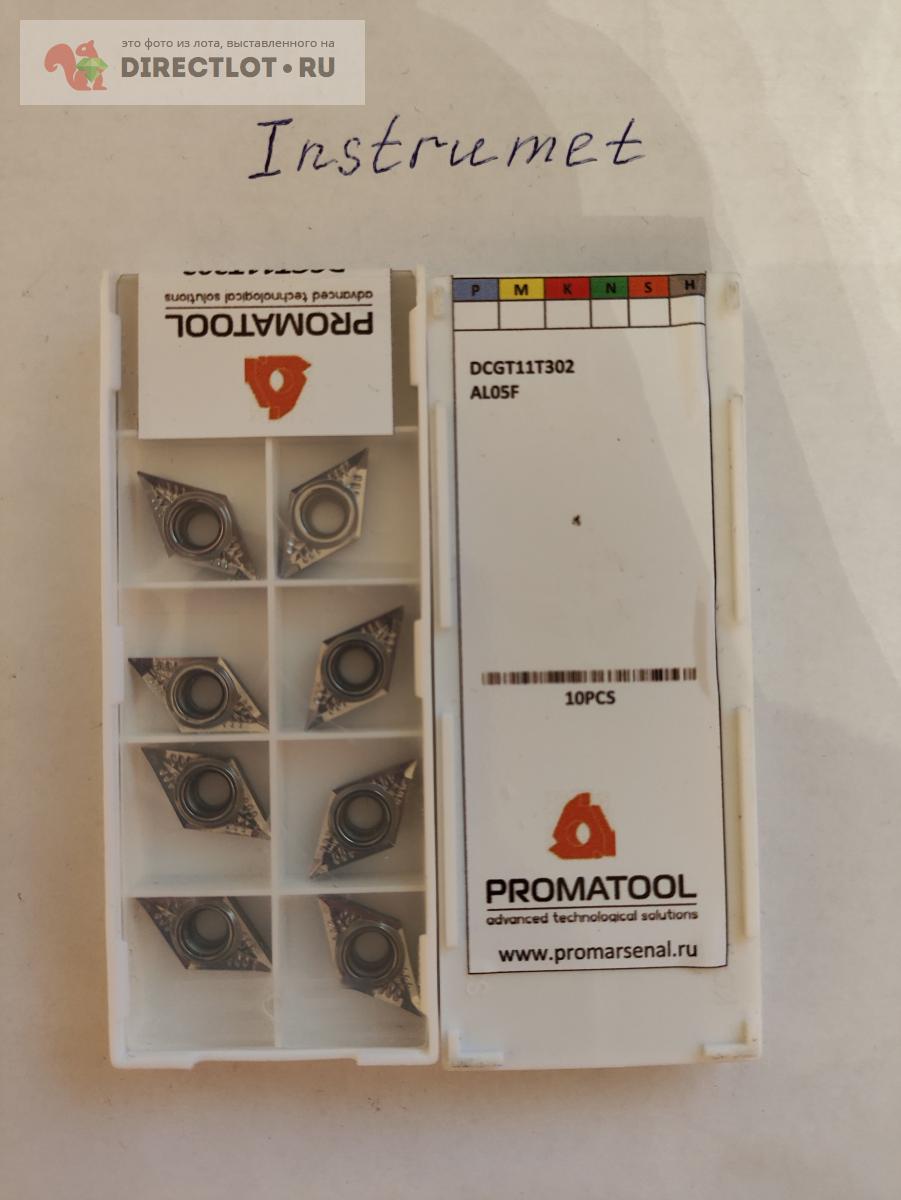 это фото из лота, выставленного на
DIRECTLOT•RU
Instrumet
DCGT11T302
advanced technological solutions
PROMATOOL
P M K N S H
DCGT11T302
AL05F
10PCS
PROMATOOL
advanced technological solutions
www.promarsenal.ru